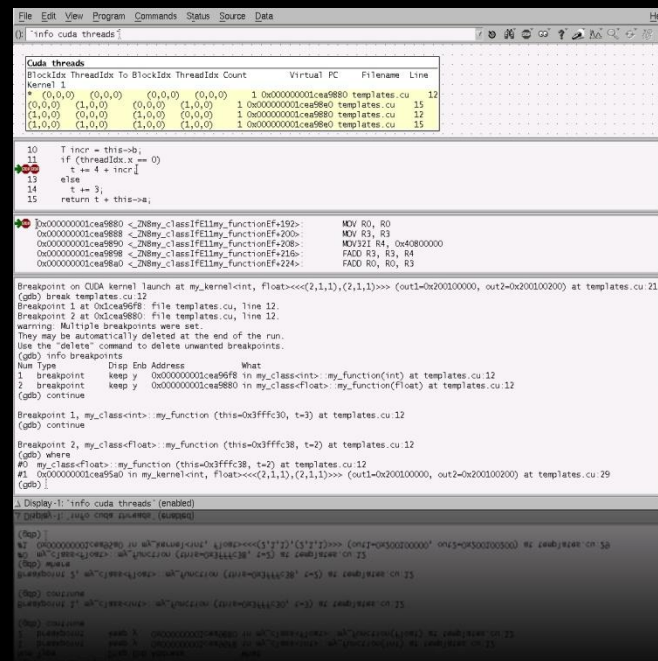 File Edit View Program Commands Status Source Data
(): `info cuda threads`
Cuda threads
BlockIdx ThreadIdx To BlockIdx ThreadIdx Count Virtual PC Filename Line
Kernel 1
* (0,0,0) (0,0,0) (0,0,0) (0,0,0) 1 0x000000001cea9880 templates.cu 12
(0,0,0) (1,0,0) (0,0,0) (1,0,0) 1 0x000000001cea98e0 templates.cu 15
(1,0,0) (0,0,0) (1,0,0) (0,0,0) 1 0x000000001cea9880 templates.cu 12
(1,0,0) (1,0,0) (1,0,0) (1,0,0) 1 0x000000001cea98e0 templates.cu 15
10 T incr = this->b;
11 if (threadIdx.x == 0)
t += 4 + incr;
13 else
14 t += 3;
15 return t + this->a;
0x000000001cea9880 <_ZN8my_classIfE11my_functionEf+192>: MOV R0, R0
0x000000001cea9888 <_ZN8my_classIfE11my_functionEf+200>: MOV R3, R3
0x000000001cea9890 <_ZN8my_classIfE11my_functionEf+208>: MOV32I R4, 0x40800000
0x000000001cea9898 <_ZN8my_classIfE11my_functionEf+216>: FADD R3, R3, R4
0x000000001cea98a0 <_ZN8my_classIfE11my_functionEf+224>: FADD R0, R0, R3
Breakpoint on CUDA kernel launch at my_kernel<int, float><<<(2,1,1),(2,1,1)>>> (out1=0x200100000, out2=0x200100200) at templates.cu:21
(gdb) break templates.cu:12
Breakpoint 1 at 0x1cea96f8: file templates.cu, line 12.
Breakpoint 2 at 0x1cea9880: file templates.cu, line 12.
warning: Multiple breakpoints were set.
They may be automatically deleted at the end of the run.
Use the "delete" command to delete unwanted breakpoints.
(gdb) info breakpoints
Num Type Disp Enb Address What
1 breakpoint keep y 0x000000001cea96f8 in my_class<int>::my_function(int) at templates.cu:12
2 breakpoint keep y 0x000000001cea9880 in my_class<float>::my_function(float) at templates.cu:12
(gdb) continue
Breakpoint 1, my_class<int>::my_function (this=0x3fffc30, t=3) at templates.cu:12
(gdb) continue
Breakpoint 2, my_class<float>::my_function (this=0x3fffc38, t=2) at templates.cu:12
(gdb) where
#0 my_class<float>::my_function (this=0x3fffc38, t=2) at templates.cu:12
#1 0x000000001cea95a0 in my_kernel<int, float><<<(2,1,1),(2,1,1)>>> (out1=0x200100000, out2=0x200100200) at templates.cu:29
(gdb)
Display-1: `info cuda threads` (enabled)